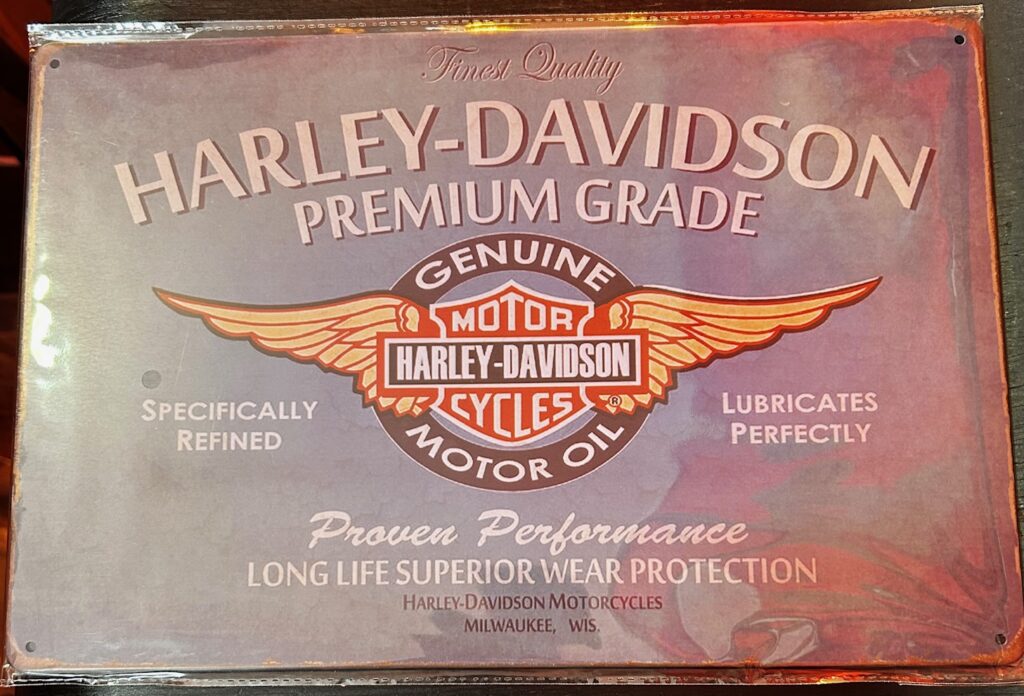 Finest Quality
HARLEY-DAVIDSON
PREMIUM GRADE
GENUINE
MOTOR
HARLEY-DAVIDSON
CYCLES
®
MOTOR OIL
SPECIFICALLY
REFINED
LUBRICATES
PERFECTLY
Proven Performance
LONG LIFE SUPERIOR WEAR PROTECTION
HARLEY-DAVIDSON MOTORCYCLES
MILWAUKEE, WIS.